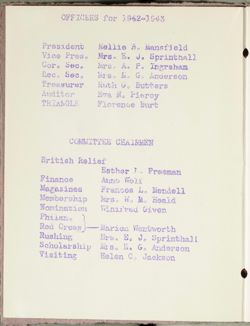 OFFICERS for 1942-1943
President Nellie A. Mansfield
Vice Pres. Mrs. E. J. Sprinthall
Cor. Sec. Mrs. A. P. Ingraham
Rec. Sec. Mrs. N. G. Anderson
Treasurer Ruth G. Butters
Auditor Eva M. Piercy
TRIANGLE Florence Burt
COMMITTEE CHAIRMEN
British Relief
Esther L. Freeman
Finance Anna Wolf
Magazines Frances L. Mendell
Membership Mrs. H. M. Heald
Nomination Winifred Given
Philan. )
Red Cross)— Marion Wentworth
Rushing Mrs. E. J. Sprinthall
Scholarship Mrs. N. G. Anderson
Visiting Helen C. Jackson